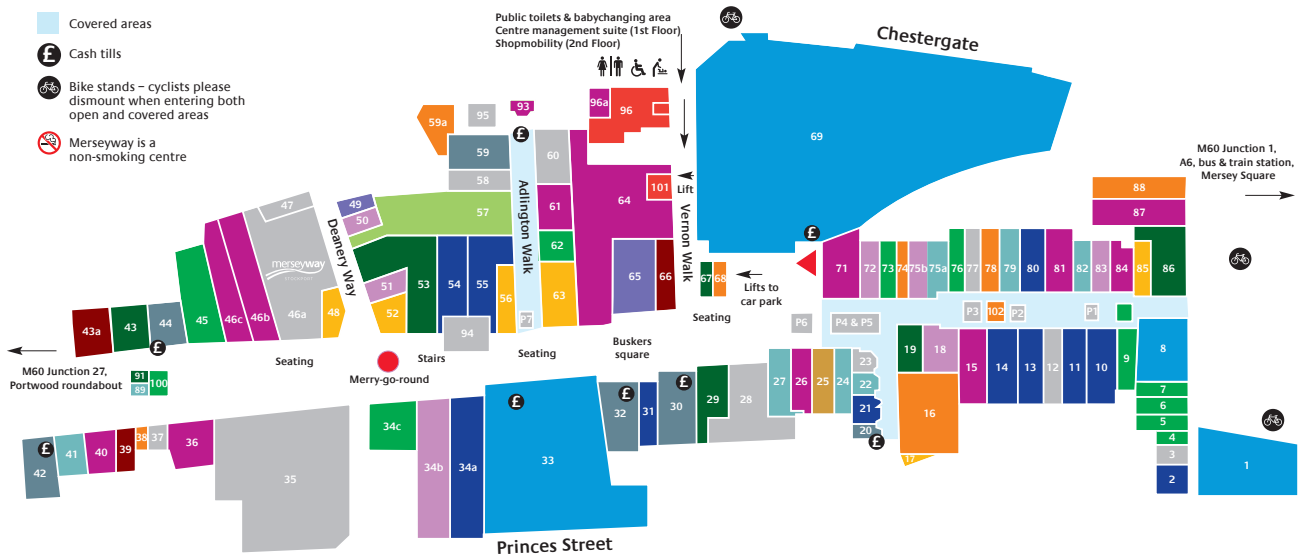 Covered areas
£
Cash tills
Bike stands – cyclists please
dismount when entering both
open and covered areas
Merseyway is a
non-smoking centre
Public toilets & babychanging area
Centre management suite (1st Floor)
Shopmobility (2nd Floor)
Chestergate
M60 Junction 1,
A6, bus & train station,
Mersey Square
59a
95
93
96a
96
69
59
£
60
58
101
Lift
88
87
47
49
50
57
61
64
Adlington Walk
Vernon Walk
Deanery Way
merseyway
£
45
46c
46b
46a
48
51
52
53
54
55
56
62
63
65
66
67
68
Lifts to
car park
71
72
73
74
75b
75a
76
77
78
79
80
81
82
83
84
85
86
43a
43
44
£
94
P7
P6
P4 & P5
P3
102
P2
P1
Seating
Stairs
Seating
Buskers
square
Seating
M60 Junction 27,
Portwood roundabout
91
89
100
Merry-go-round
19
18
15
14
13
12
11
10
9
8
7
6
5
4
3
2
1
16
17
27
26
25
24
23
22
21
20
£
28
29
30
£
31
32
£
33
£
34c
34b
34a
35
36
37
38
39
40
41
42
£
Princes Street